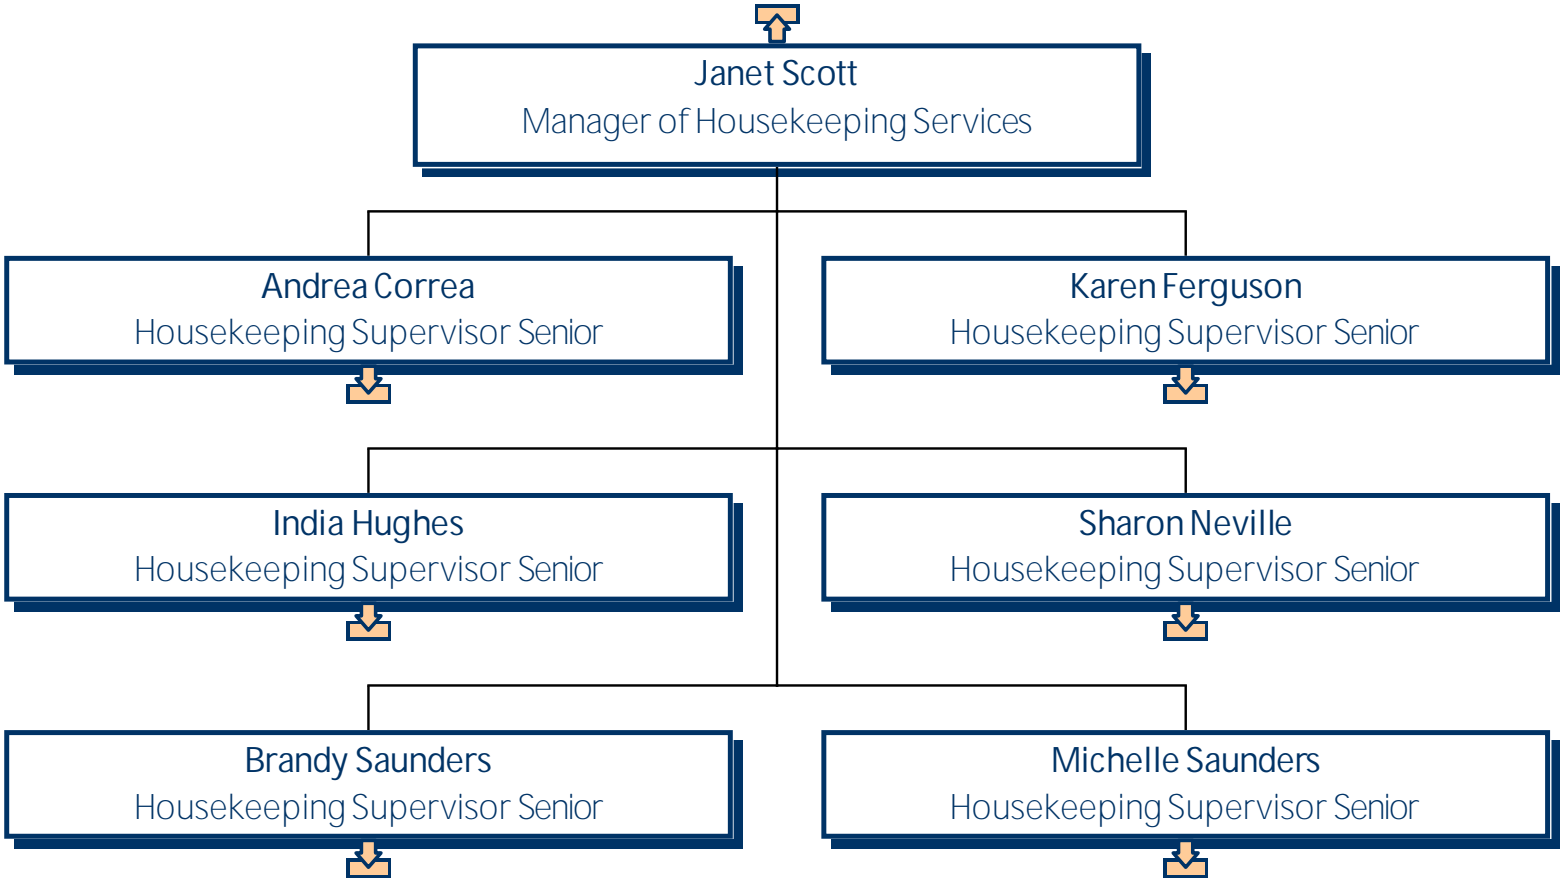 Janet Scott
Manager of Housekeeping Services
Andrea Correa
Housekeeping Supervisor Senior
Karen Ferguson
Housekeeping Supervisor Senior
India Hughes
Housekeeping Supervisor Senior
Sharon Neville
Housekeeping Supervisor Senior
Brandy Saunders
Housekeeping Supervisor Senior
Michelle Saunders
Housekeeping Supervisor Senior